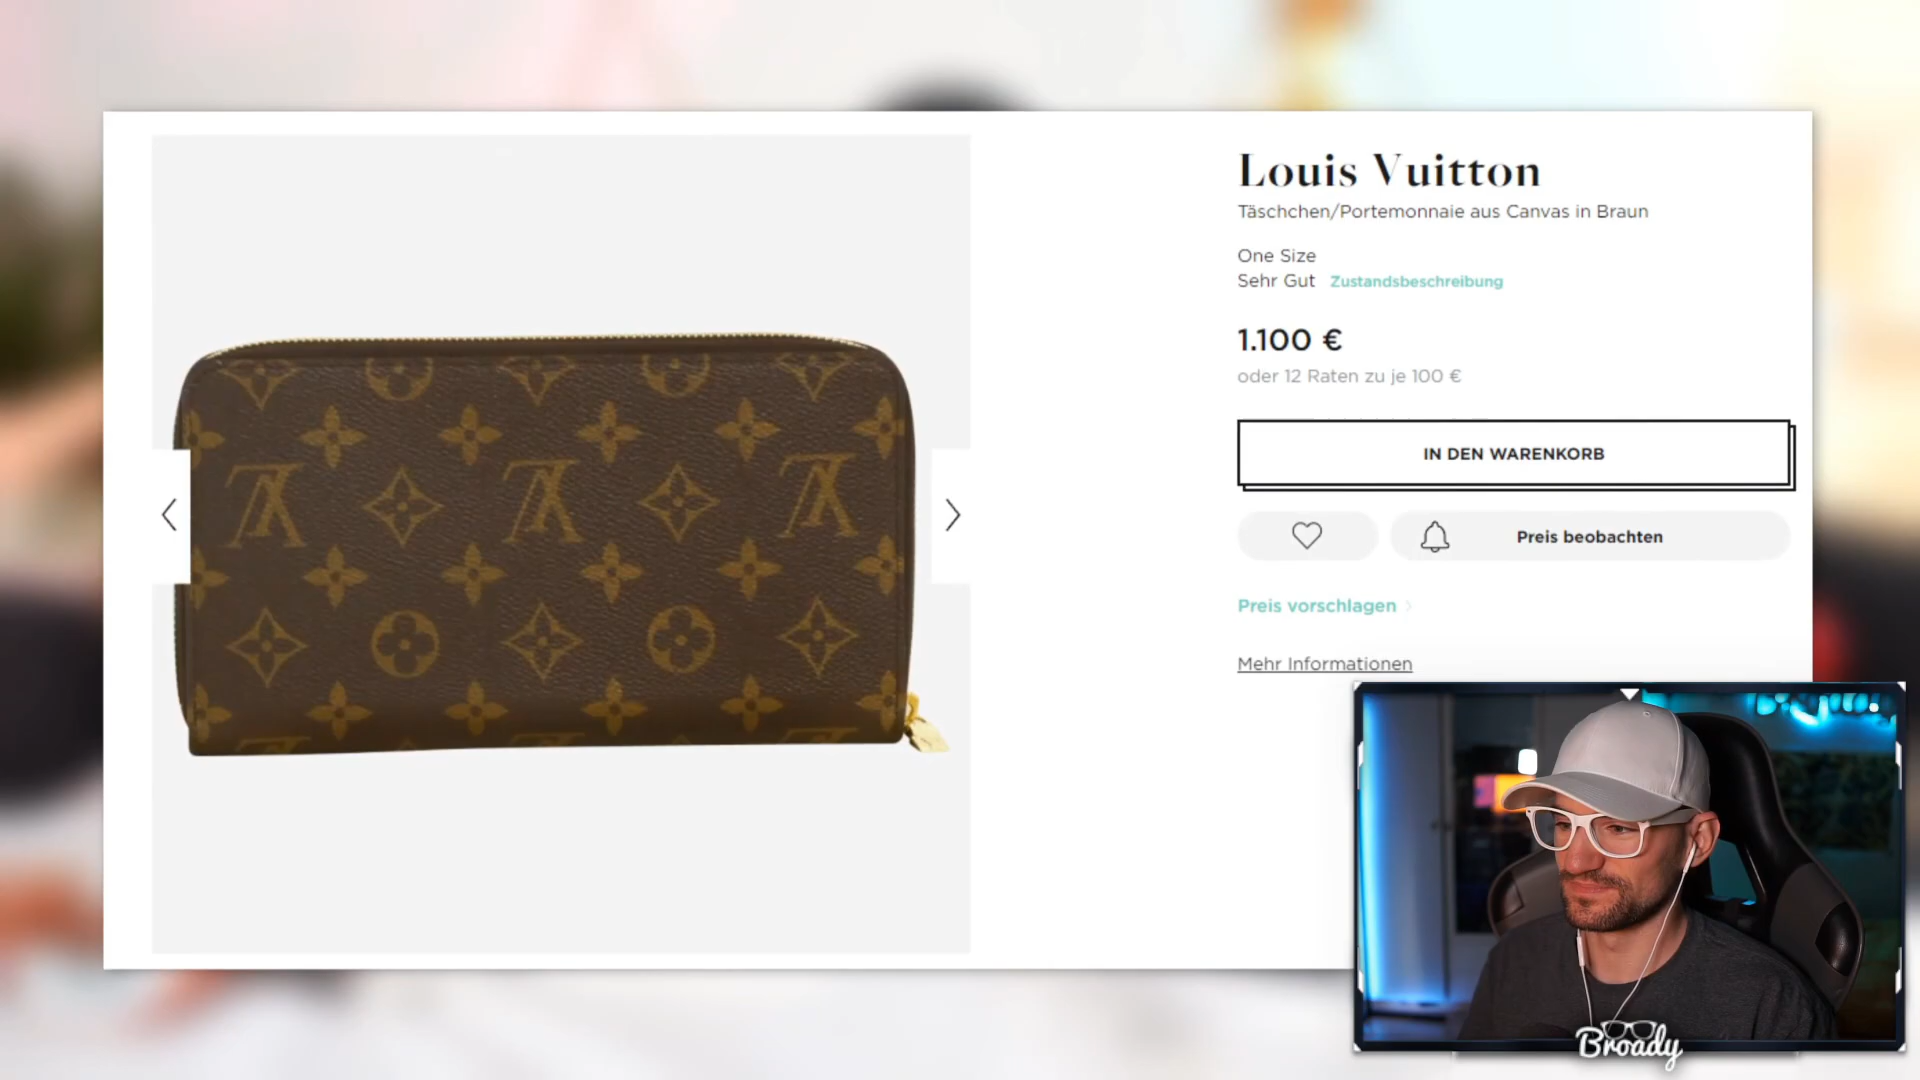 Louis Vuitton
Täschchen/Portemonnaie aus Canvas in Braun
One Size
Sehr Gut Zustandsbeschreibung
1.100 €
oder 12 Raten zu je 100 €
IN DEN WARENKORB
Preis beobachten
Preis vorschlagen
Mehr Informationen
Broady